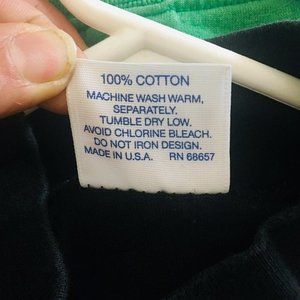 100% COTTON
MACHINE WASH WARM,
SEPARATELY.
TUMBLE DRY LOW.
AVOID CHLORINE BLEACH.
DO NOT IRON DESIGN.
MADE IN U.S.A. RN 68657